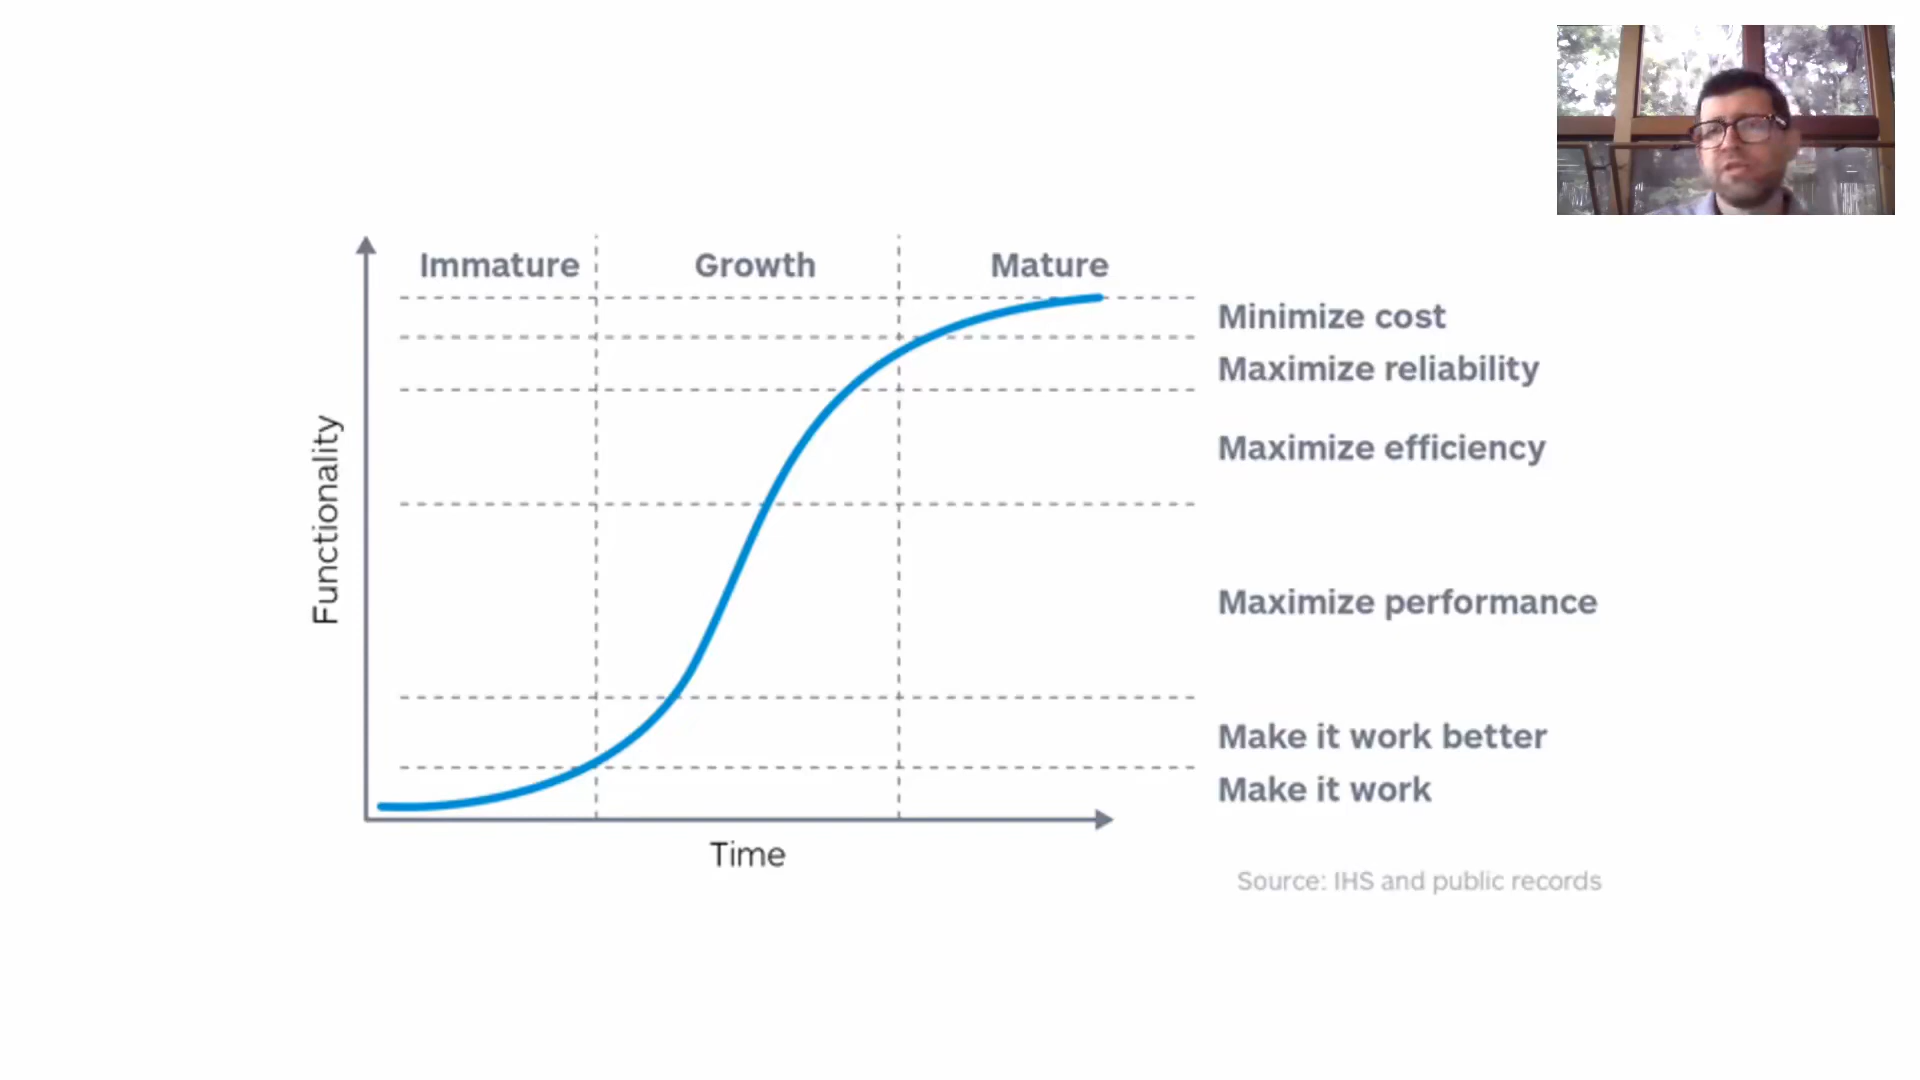 Immature
Growth
Mature
Minimize cost
Maximize reliability
Maximize efficiency
Maximize performance
Make it work better
Make it work
Functionality
Time
Source: IHS and public records